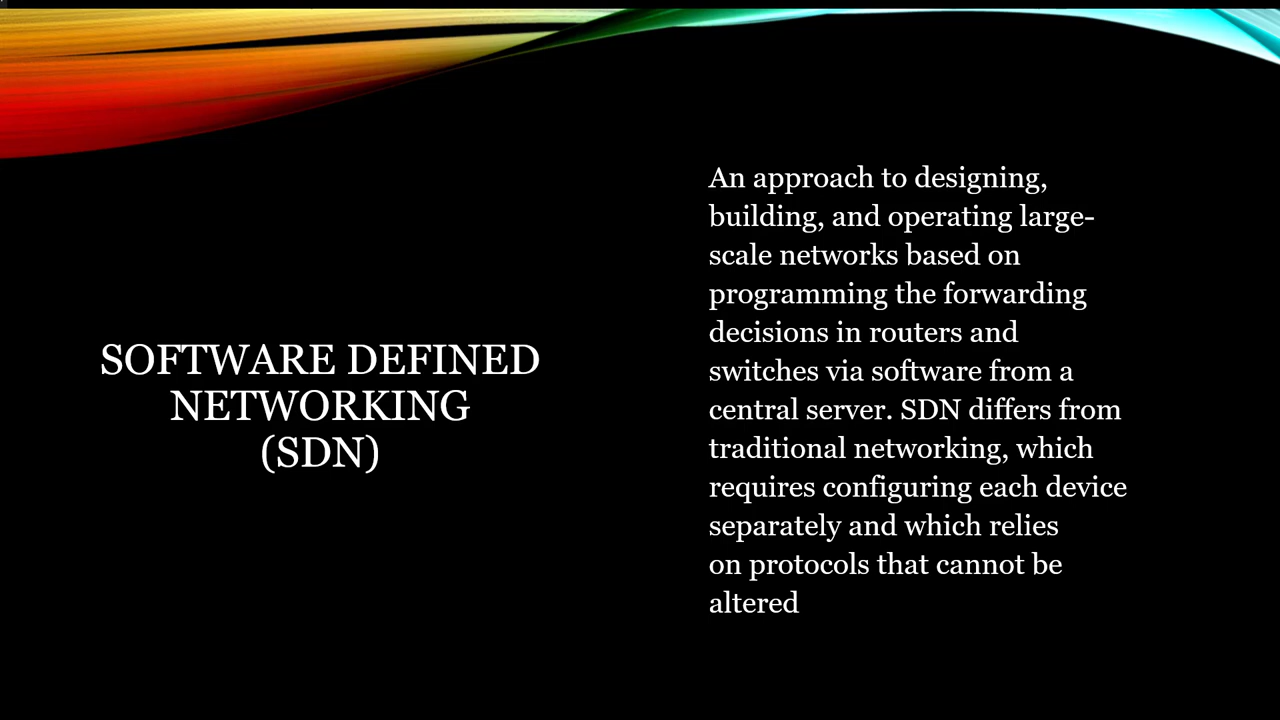 SOFTWARE DEFINED
NETWORKING
(SDN)
An approach to designing,
building, and operating large-
scale networks based on
programming the forwarding
decisions in routers and
switches via software from a
central server. SDN differs from
traditional networking, which
requires configuring each device
separately and which relies
on protocols that cannot be
altered